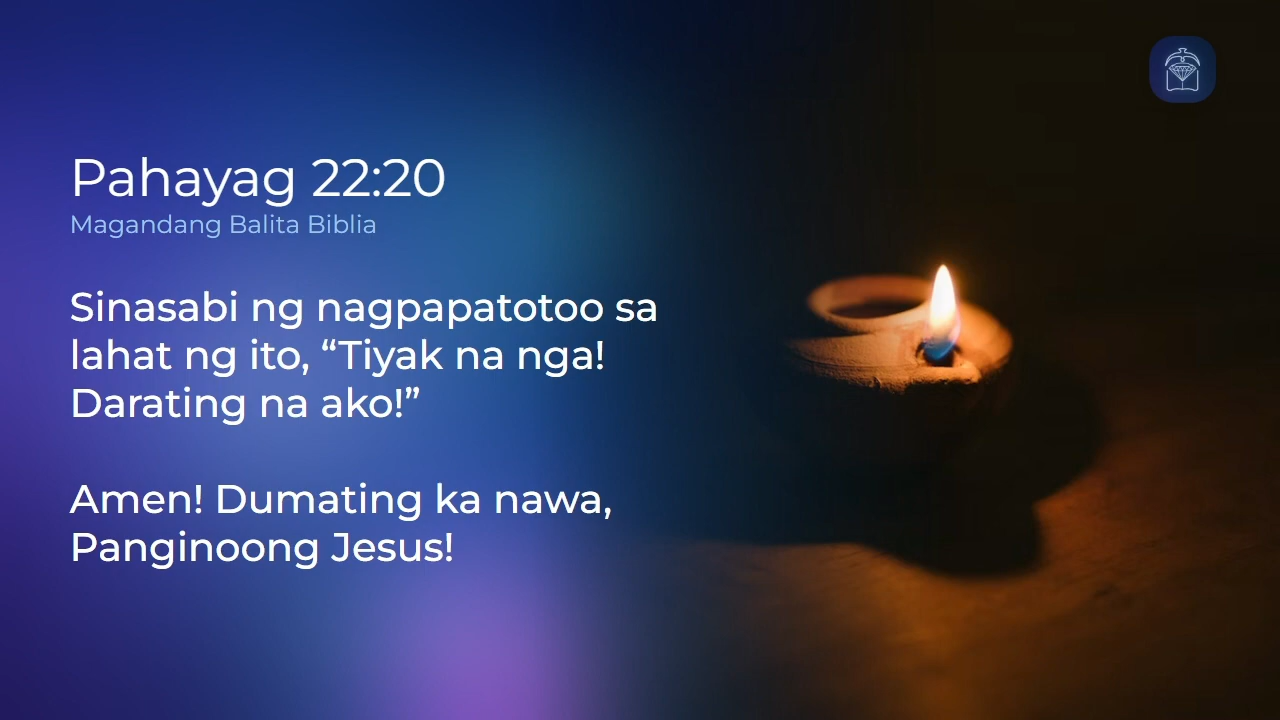 Pahayag 22:20
Magandang Balita Biblia
Sinasabi ng nagpapatotoo sa
lahat ng ito, “Tiyak na nga!
Darating na ako!”
Amen! Dumating ka nawa,
Panginoong Jesus!